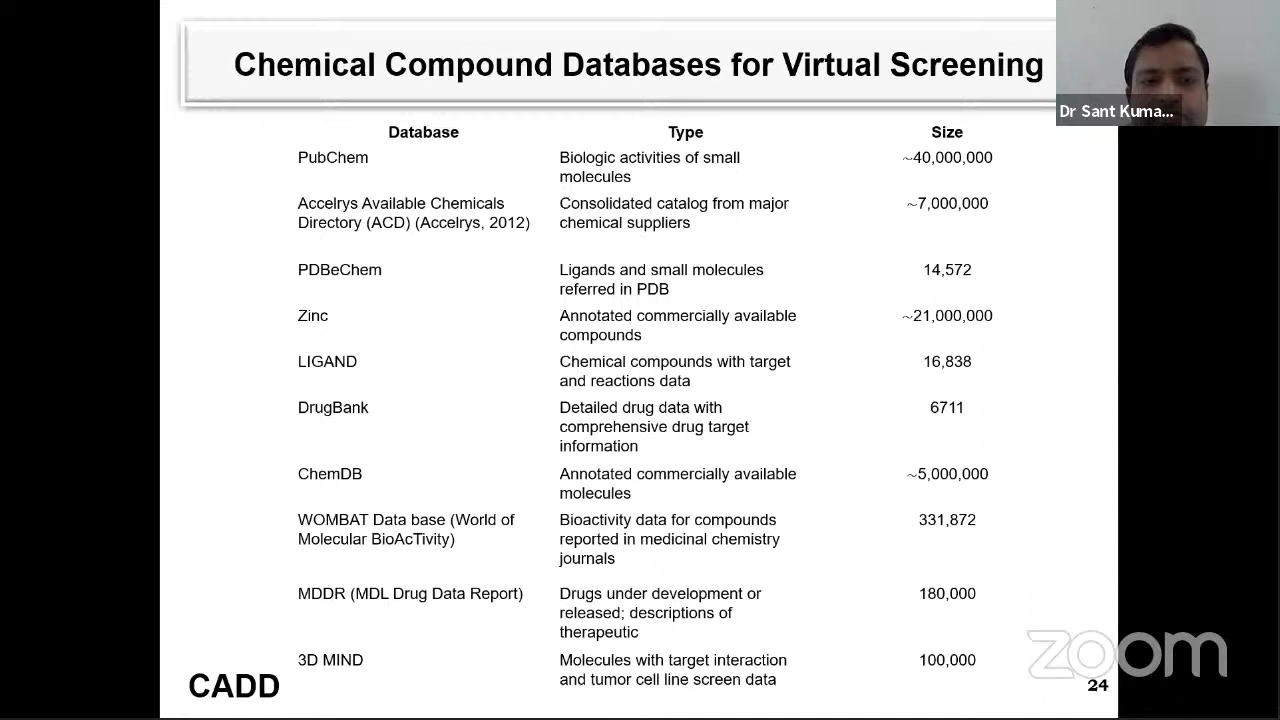 Chemical Compound Databases for Virtual Screening
Dr Sant Kuma...
Database Type Size
PubChem Biologic activities of small ~40,000,000
molecules
Accelrys Available Chemicals Consolidated catalog from major ~7,000,000
Directory (ACD) (Accelrys, 2012) chemical suppliers
PDBeChem Ligands and small molecules 14,572
referred in PDB
Zinc Annotated commercially available ~21,000,000
compounds
LIGAND Chemical compounds with target 16,838
and reactions data
DrugBank Detailed drug data with 6711
comprehensive drug target
information
ChemDB Annotated commercially available ~5,000,000
molecules
WOMBAT Data base (World of Bioactivity data for compounds 331,872
Molecular BioAcTivity) reported in medicinal chemistry
journals
MDDR (MDL Drug Data Report) Drugs under development or 180,000
released; descriptions of
therapeutic
3D MIND Molecules with target interaction 100,000
and tumor cell line screen data
zoom
CADD 24